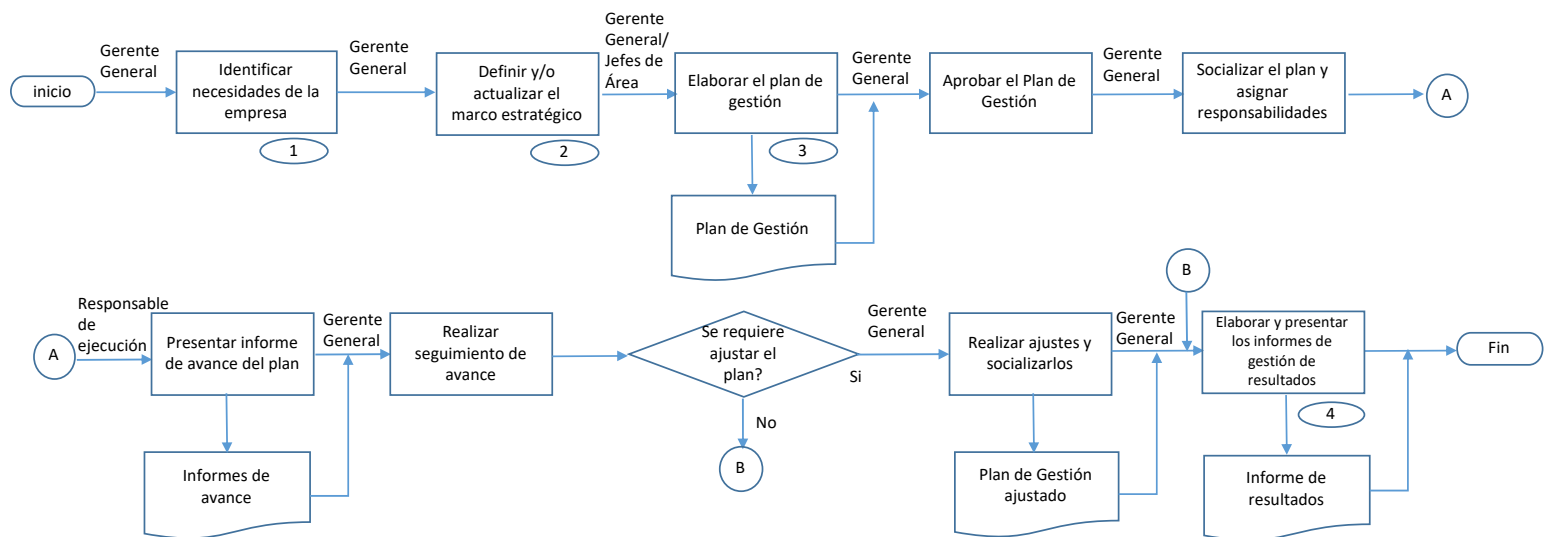 inicio
Gerente
General
Identificar
necesidades de la
empresa
1
Gerente
General
Definir y/o
actualizar el
marco estratégico
2
Gerente
General/
Jefes de
Área
Elaborar el plan de
gestión
3
Plan de Gestión
Gerente
General
Aprobar el Plan de
Gestión
Gerente
General
Socializar el plan y
asignar
responsabilidades
A
A
Responsable
de
ejecución
Presentar informe
de avance del plan
Informes de
avance
Gerente
General
Realizar
seguimiento de
avance
Se requiere
ajustar el
plan?
No
B
Si
Gerente
General
Realizar ajustes y
socializarlos
Plan de Gestión
ajustado
Gerente
General
B
Elaborar y presentar
los informes de
gestión de
resultados
4
Informe de
resultados
Fin